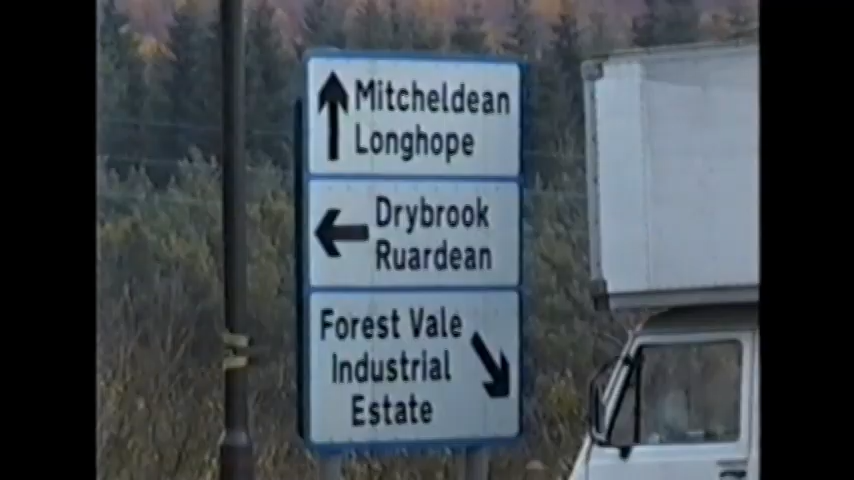 Mitcheldean
Longhope
Drybrook
Ruardean
Forest Vale
Industrial
Estate